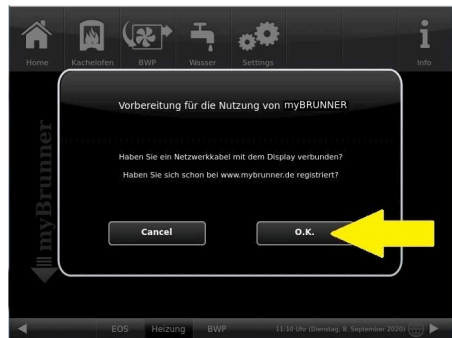 Home Kachelofen BWP Wasser Settings Info
Vorbereitung für die Nutzung von myBRUNNER
Haben Sie ein Netzwerkkabel mit dem Display verbunden?
Haben Sie sich schon bei www.mybrunner.de registriert?
Cancel O.K.
myBrunner
EOS Heizung BWP 11:10 Uhr (Dienstag, 8. September 2020)